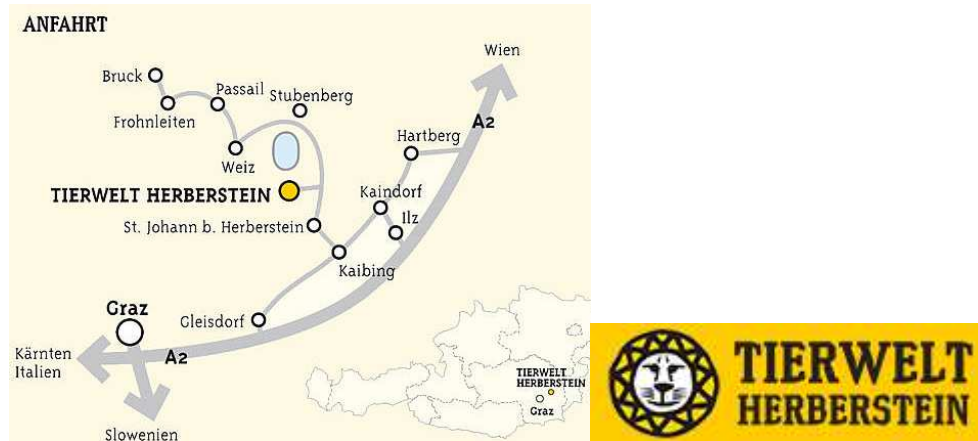 ANFAHRT
Wien
Bruck
Passail
Stubenberg
Frohnleiten
A2
Hartberg
Weiz
TIERWELT HERBERSTEIN
Kaindorf
Ilz
St. Johann b. Herberstein
Kaibing
Graz
Gleisdorf
A2
Kärnten
Italien
Slowenien
TIERWELT
HERBERSTEIN
Graz
TIERWELT
HERBERSTEIN